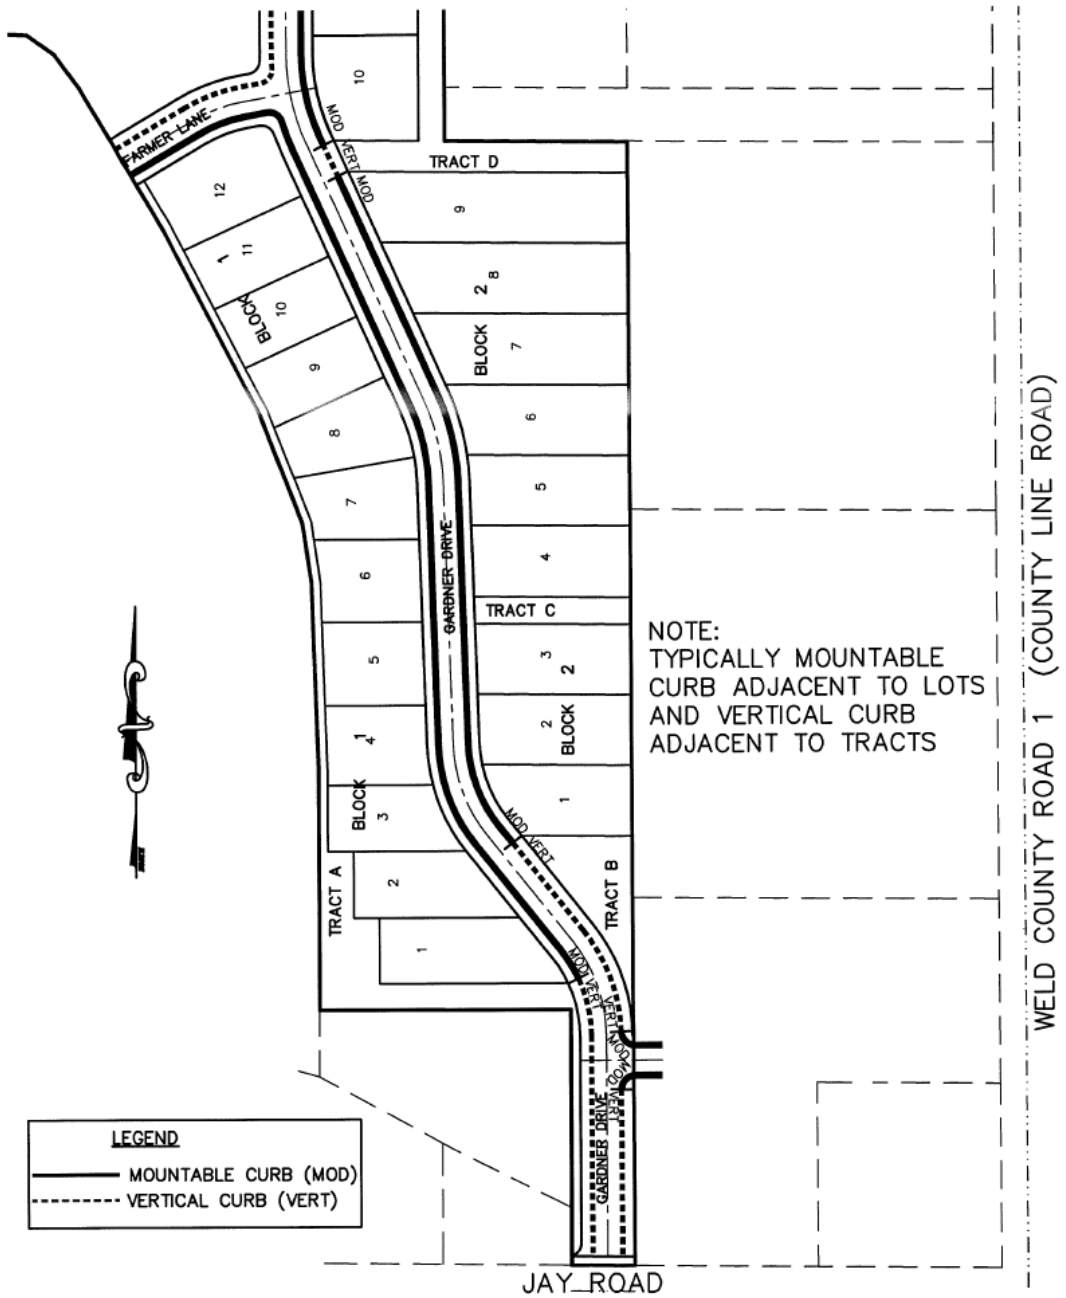 10
MOD
VERT
MOD
FARMER LANE
TRACT D
12
9
11
1
BLOCK
10
2
8
BLOCK
7
9
6
8
7
5
GARDNER DRIVE
4
6
TRACT C
5
3
2
2
BLOCK
1
4
BLOCK
3
1
MOD
VERT
2
TRACT A
TRACT B
1
MOD
VERT
VERT
MOD
MOD
VERT
GARDNER DRIVE
NOTE:
TYPICALLY MOUNTABLE
CURB ADJACENT TO LOTS
AND VERTICAL CURB
ADJACENT TO TRACTS
WELD COUNTY ROAD 1 (COUNTY LINE ROAD)
LEGEND
MOUNTABLE CURB (MOD)
VERTICAL CURB (VERT)
JAY ROAD